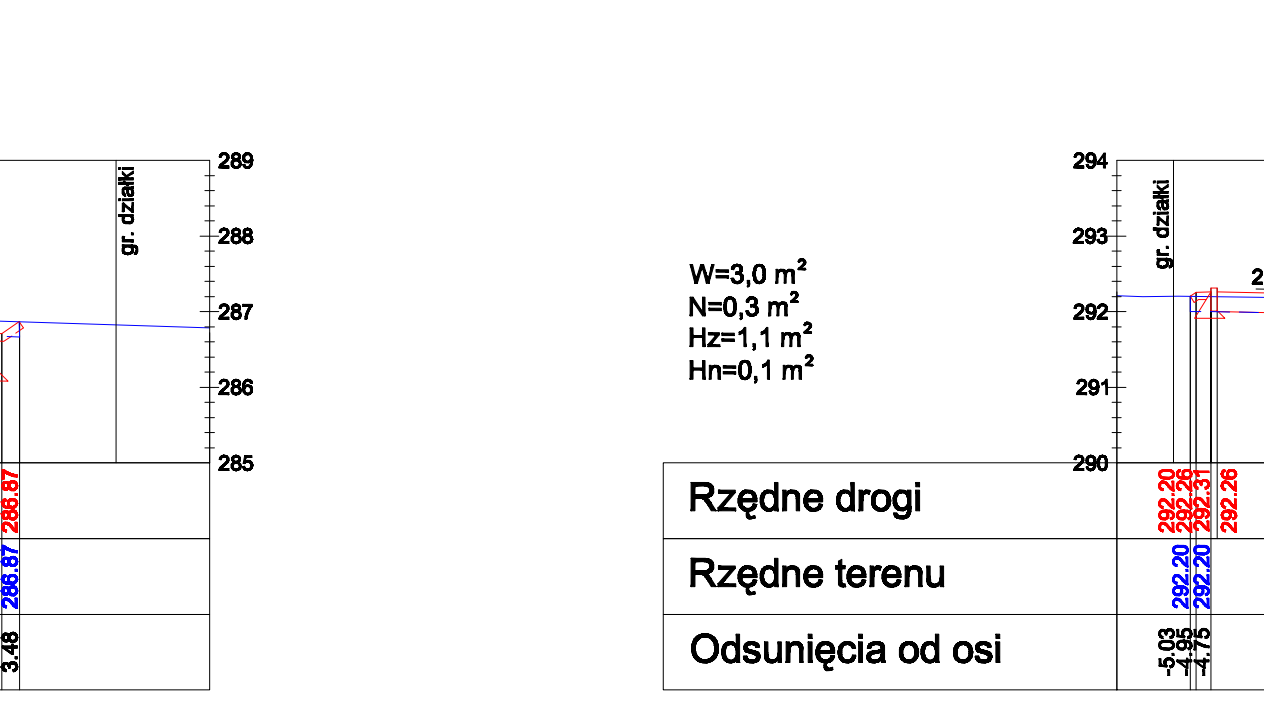 289
gr. działki
288
287
286
285
286.87
286.87
3.48
W=3,0 m²
N=0,3 m²
Hz=1,1 m²
Hn=0,1 m²
294
gr. działki
293
292
291
290
Rzędne drogi
292.20
292.26
292.31
292.26
Rzędne terenu
292.20
292.20
Odsunięcia od osi
-5.03
-4.95
-4.75